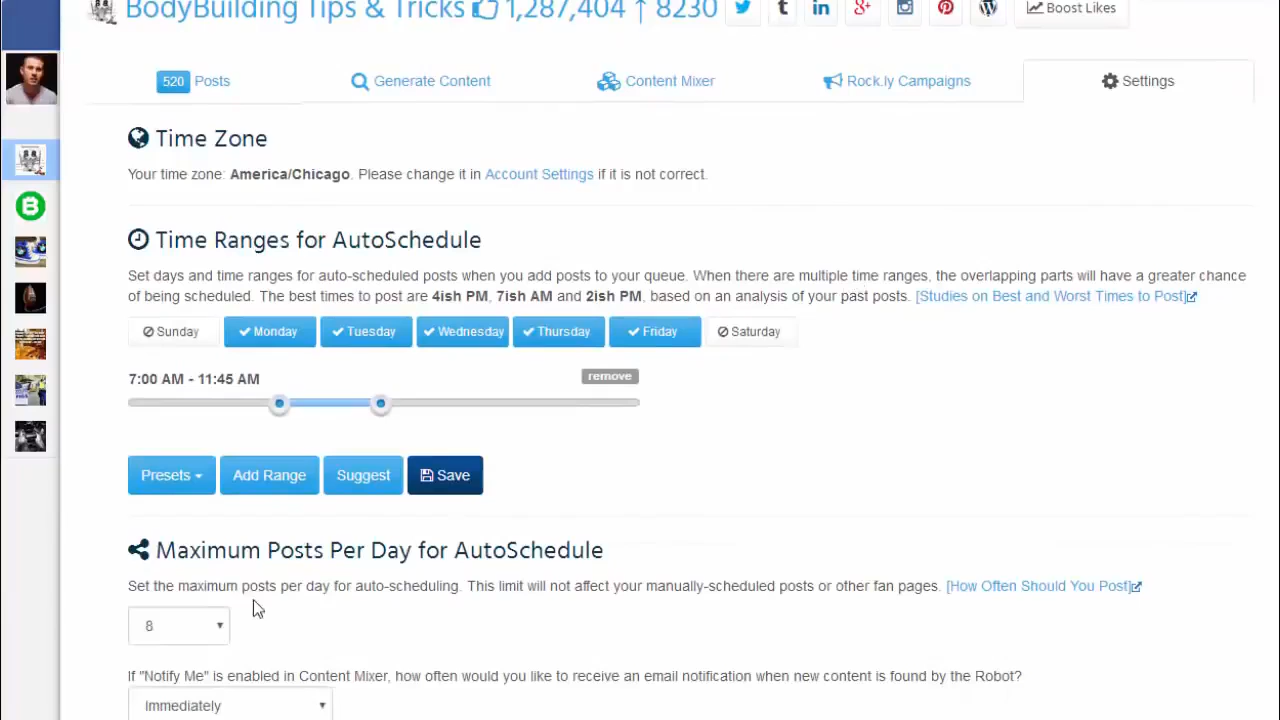 BodyBuilding Tips & Tricks 1,287,404 ↑ 8230 Boost Likes
520 Posts Generate Content Content Mixer Rock.ly Campaigns Settings
Time Zone
Your time zone: America/Chicago. Please change it in Account Settings if it is not correct.
Time Ranges for AutoSchedule
Set days and time ranges for auto-scheduled posts when you add posts to your queue. When there are multiple time ranges, the overlapping parts will have a greater chance
of being scheduled. The best times to post are 4ish PM, 7ish AM and 2ish PM, based on an analysis of your past posts. [Studies on Best and Worst Times to Post]
Sunday Monday Tuesday Wednesday Thursday Friday Saturday
7:00 AM - 11:45 AM remove
Presets Add Range Suggest Save
Maximum Posts Per Day for AutoSchedule
Set the maximum posts per day for auto-scheduling. This limit will not affect your manually-scheduled posts or other fan pages. [How Often Should You Post]
8
If "Notify Me" is enabled in Content Mixer, how often would you like to receive an email notification when new content is found by the Robot?
Immediately